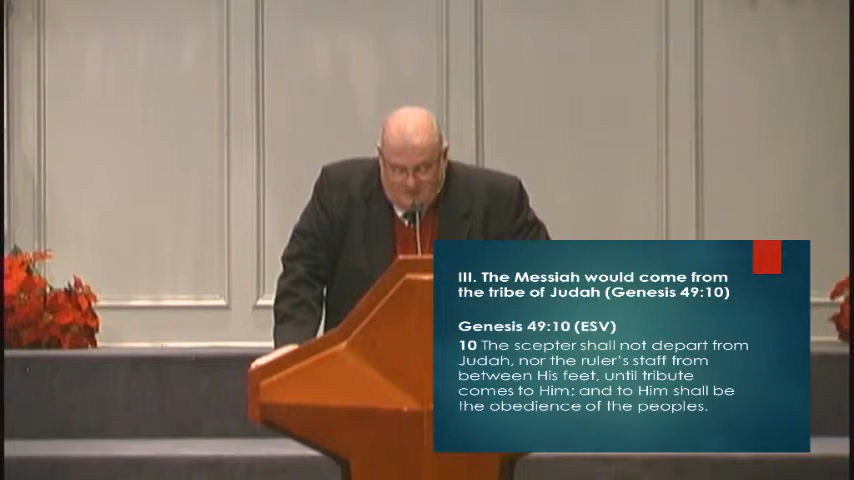 III. The Messiah would come from
the tribe of Judah (Genesis 49:10)
Genesis 49:10 (ESV)
10 The scepter shall not depart from
Judah, nor the ruler's staff from
between His feet, until tribute
comes to Him; and to Him shall be
the obedience of the peoples.